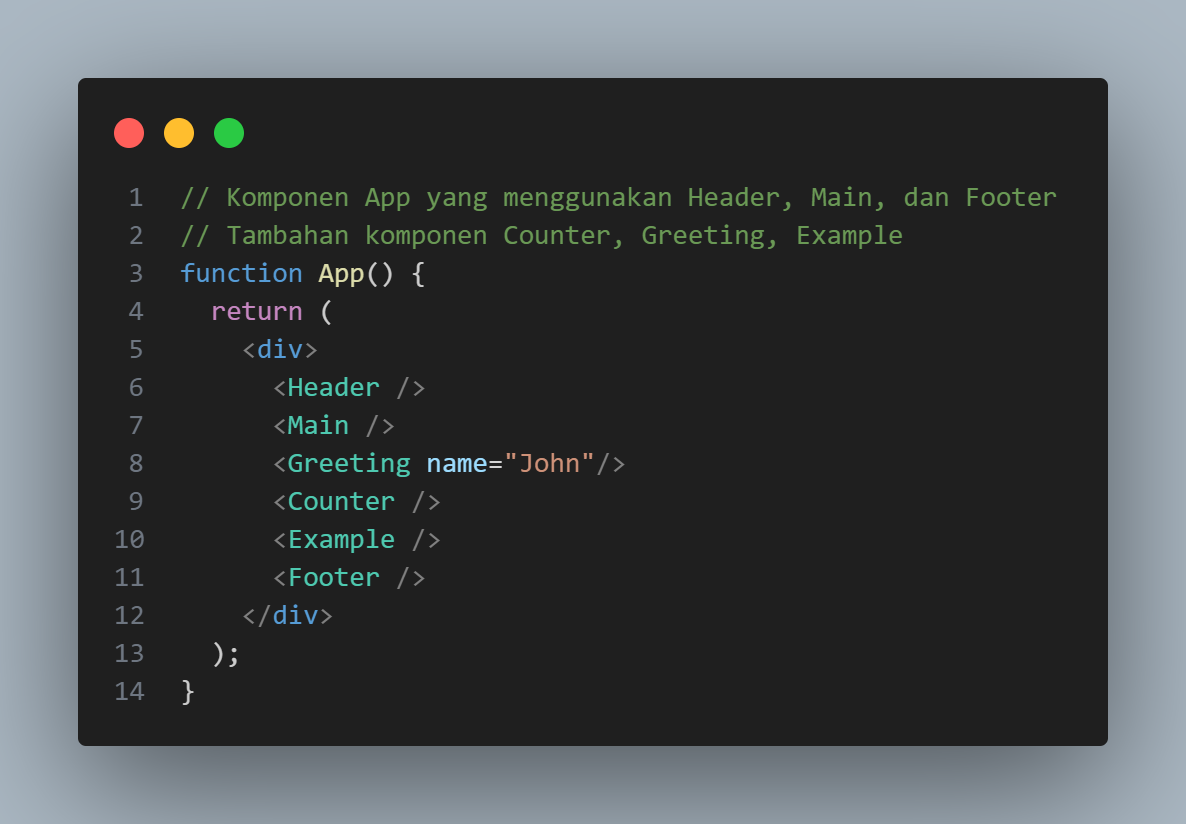 1 // Komponen App yang menggunakan Header, Main, dan Footer
2 // Tambahan komponen Counter, Greeting, Example
3 function App() {
4   return (
5     <div>
6       <Header />
7       <Main />
8       <Greeting name="John"/>
9       <Counter />
10       <Example />
11       <Footer />
12     </div>
13   );
14 }